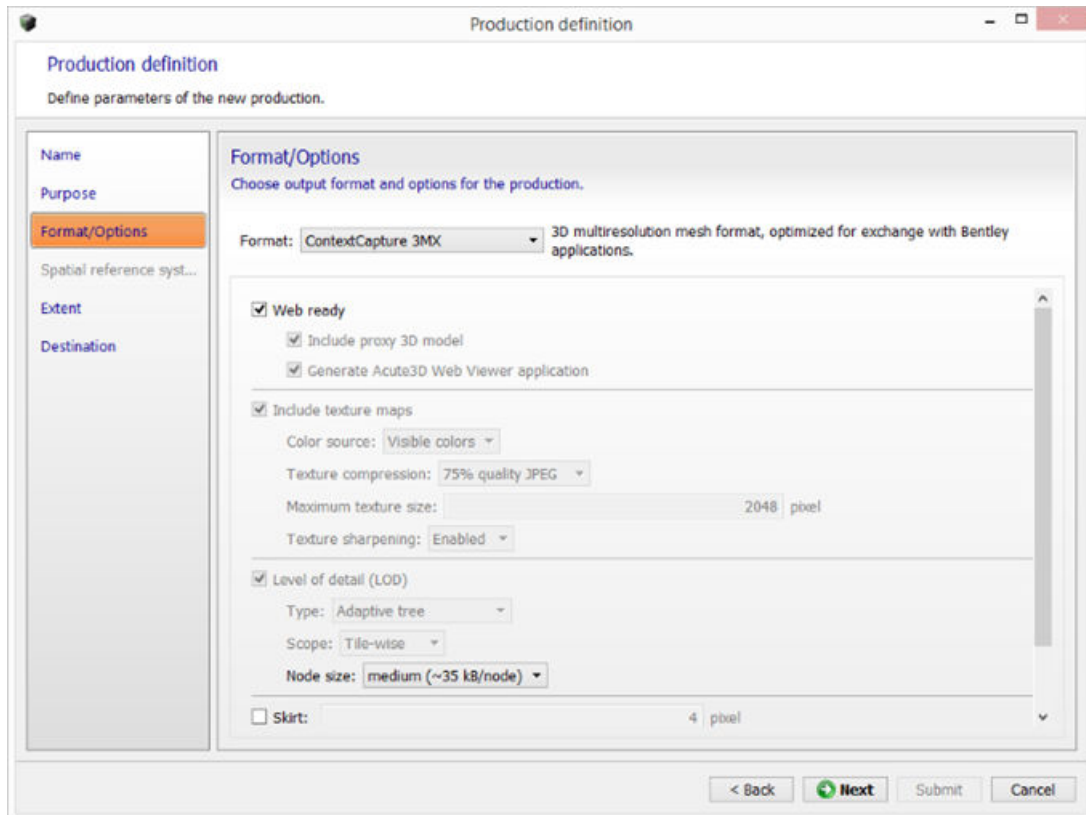 Production definition
Production definition
Define parameters of the new production.
Name
Purpose
Format/Options
Spatial reference syst...
Extent
Destination
Format/Options
Choose output format and options for the production.
Format: ContextCapture 3MX
3D multiresolution mesh format, optimized for exchange with Bentley
applications.
Web ready
Include proxy 3D model
Generate Acute3D Web Viewer application
Include texture maps
Color source: Visible colors
Texture compression: 75% quality JPEG
Maximum texture size: 2048 pixel
Texture sharpening: Enabled
Level of detail (LOD)
Type: Adaptive tree
Scope: Tile-wise
Node size: medium (~35 kB/node)
Skirt: 4 pixel
< Back Next Submit Cancel